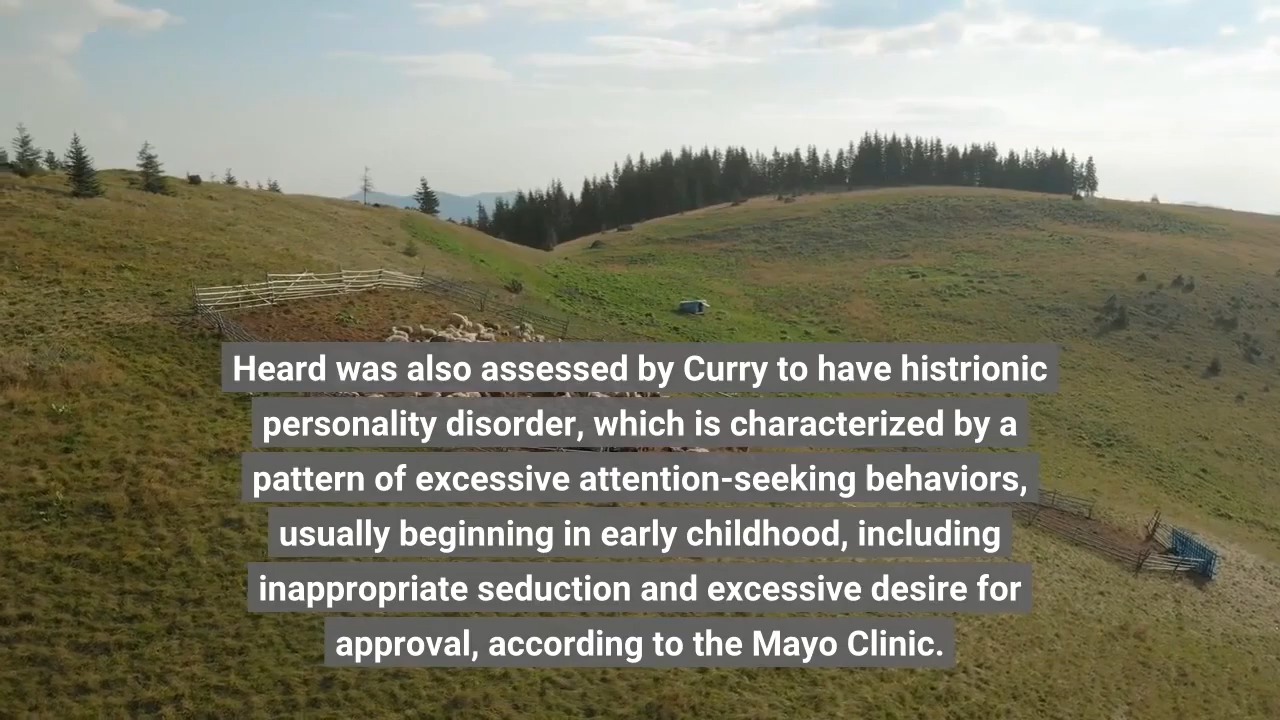 Heard was also assessed by Curry to have histrionic
personality disorder, which is characterized by a
pattern of excessive attention-seeking behaviors,
usually beginning in early childhood, including
inappropriate seduction and excessive desire for
approval, according to the Mayo Clinic.